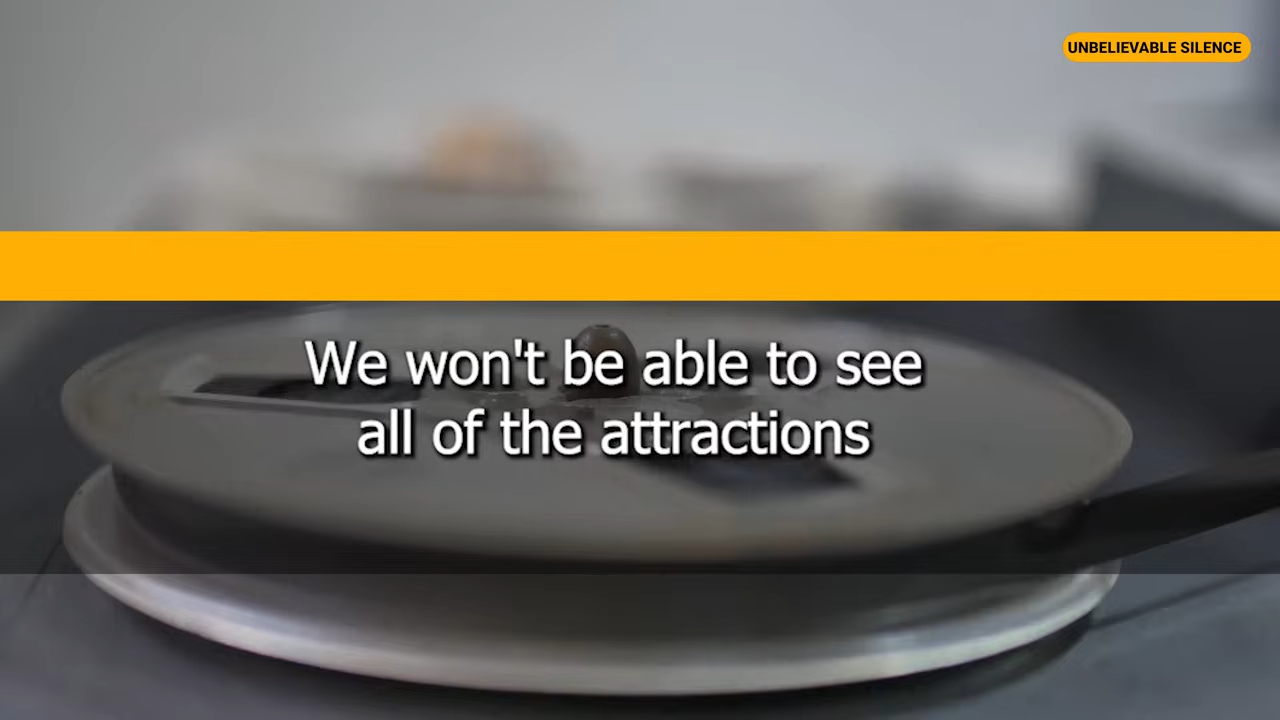 UNBELIEVABLE SILENCE
We won't be able to see
all of the attractions